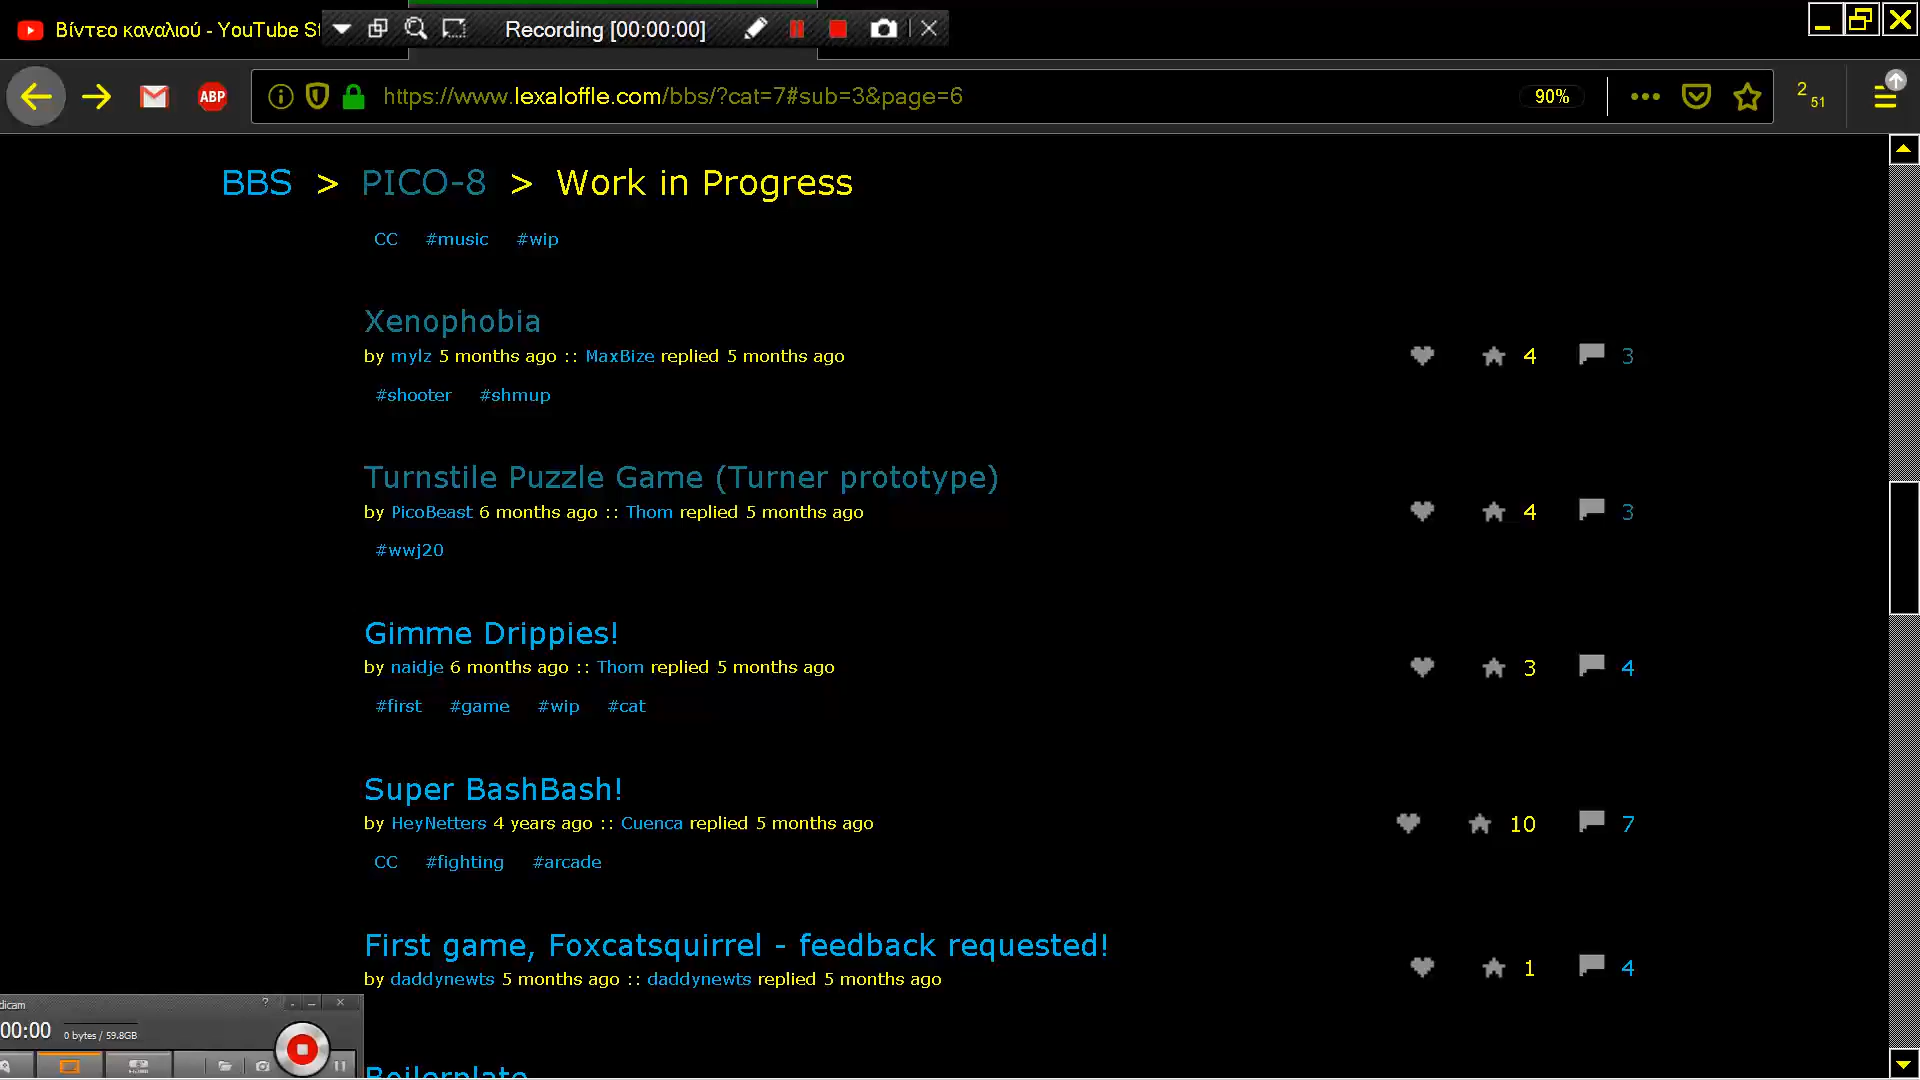 Βίντεο καναλιού - YouTube St
Recording [00:00:00]
ABP
https://www.lexaloffle.com/bbs/?cat=7#sub=3&page=6
90%
2 51
BBS > PICO-8 > Work in Progress
CC #music #wip
Xenophobia
by mylz 5 months ago :: MaxBize replied 5 months ago
4 3
#shooter #shmup
Turnstile Puzzle Game (Turner prototype)
by PicoBeast 6 months ago :: Thom replied 5 months ago
4 3
#wwj20
Gimme Drippies!
by naidje 6 months ago :: Thom replied 5 months ago
3 4
#first #game #wip #cat
Super BashBash!
by HeyNetters 4 years ago :: Cuenca replied 5 months ago
10 7
CC #fighting #arcade
First game, Foxcatsquirrel - feedback requested!
by daddynewts 5 months ago :: daddynewts replied 5 months ago
1 4
dicam
00:00 0 bytes / 59.8GB
Boilerplate